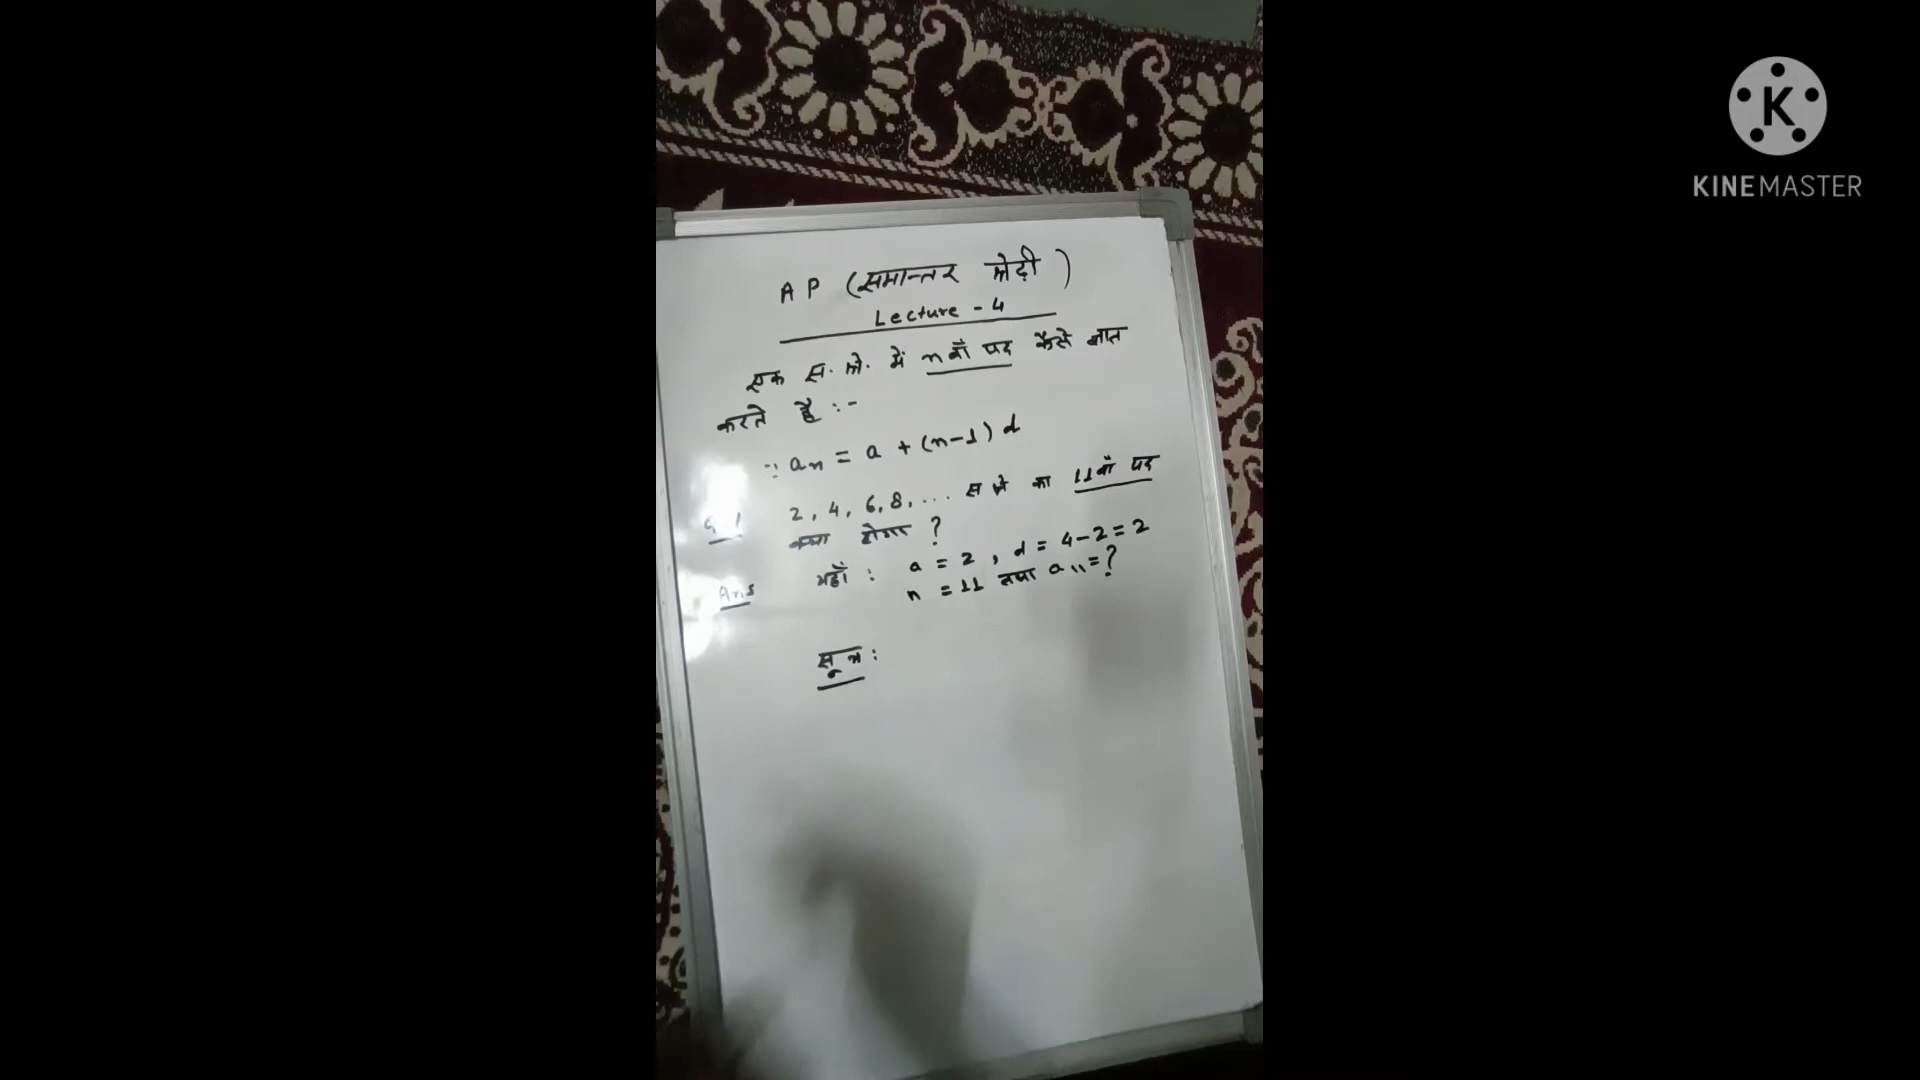 AP (समान्तर श्रेढ़ी)
Lecture - 4
एक स.श्रे. में nवाँ पद कैसे ज्ञात
करते हैं :-
∵ aₙ = a + (n-1) d
Q.1 2, 4, 6, 8, ... स श्रे का 11वाँ पद
क्या होगा ?
Ans यहाँ : a = 2 , d = 4-2 = 2
n = 11 तथा a₁₁ = ?
सूत्र :
K
KINEMASTER